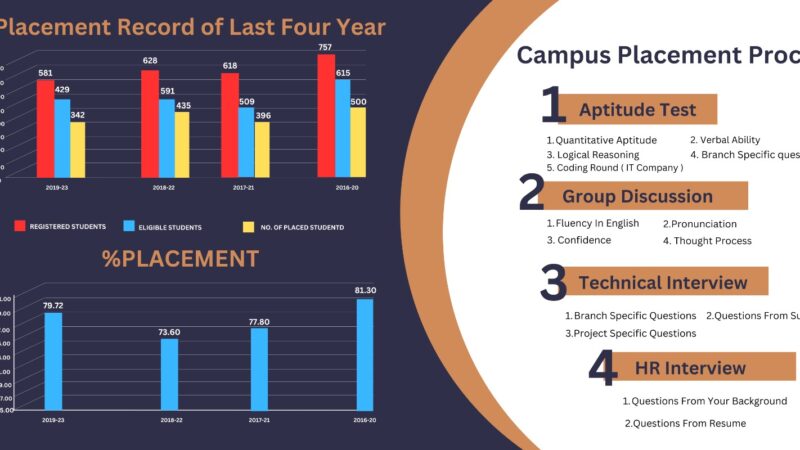 Placement Record of Last Four Year
757
628
618
615
581
591
429
509
500
435
342
396
2019-23
2018-22
2017-21
2016-20
REGISTERED STUDENTS
ELIGIBLE STUDENTS
NO. OF PLACED STUDENTD
%PLACEMENT
81.30
79.72
77.80
73.60
2019-23
2018-22
2017-21
2016-20
Campus Placement Proc
1 Aptitude Test
1. Quantitative Aptitude 2. Verbal Ability
3. Logical Reasoning 4. Branch Specific ques
5. Coding Round ( IT Company )
2 Group Discussion
1. Fluency In English 2.Pronunciation
3. Confidence 4. Thought Process
3 Technical Interview
1.Branch Specific Questions 2.Questions From Su
3.Project Specific Questions
4 HR Interview
1.Questions From Your Background
2.Questions From Resume